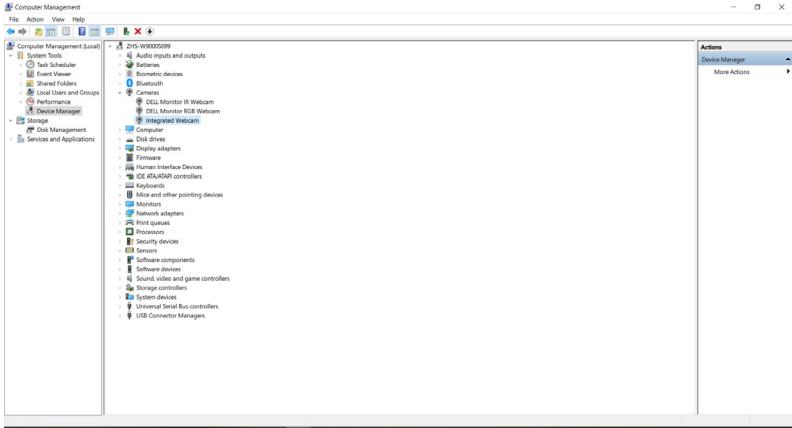 Computer Management
File Action View Help
Computer Management (Local)
System Tools
Task Scheduler
Event Viewer
Shared Folders
Local Users and Groups
Performance
Device Manager
Storage
Disk Management
Services and Applications
ZHS-W90005099
Audio inputs and outputs
Batteries
Biometric devices
Bluetooth
Cameras
DELL Monitor IR Webcam
DELL Monitor RGB Webcam
Integrated Webcam
Computer
Disk drives
Display adapters
Firmware
Human Interface Devices
IDE ATA/ATAPI controllers
Keyboards
Mice and other pointing devices
Monitors
Network adapters
Print queues
Processors
Security devices
Sensors
Software components
Software devices
Sound, video and game controllers
Storage controllers
System devices
Universal Serial Bus controllers
USB Connector Managers
Actions
Device Manager
More Actions